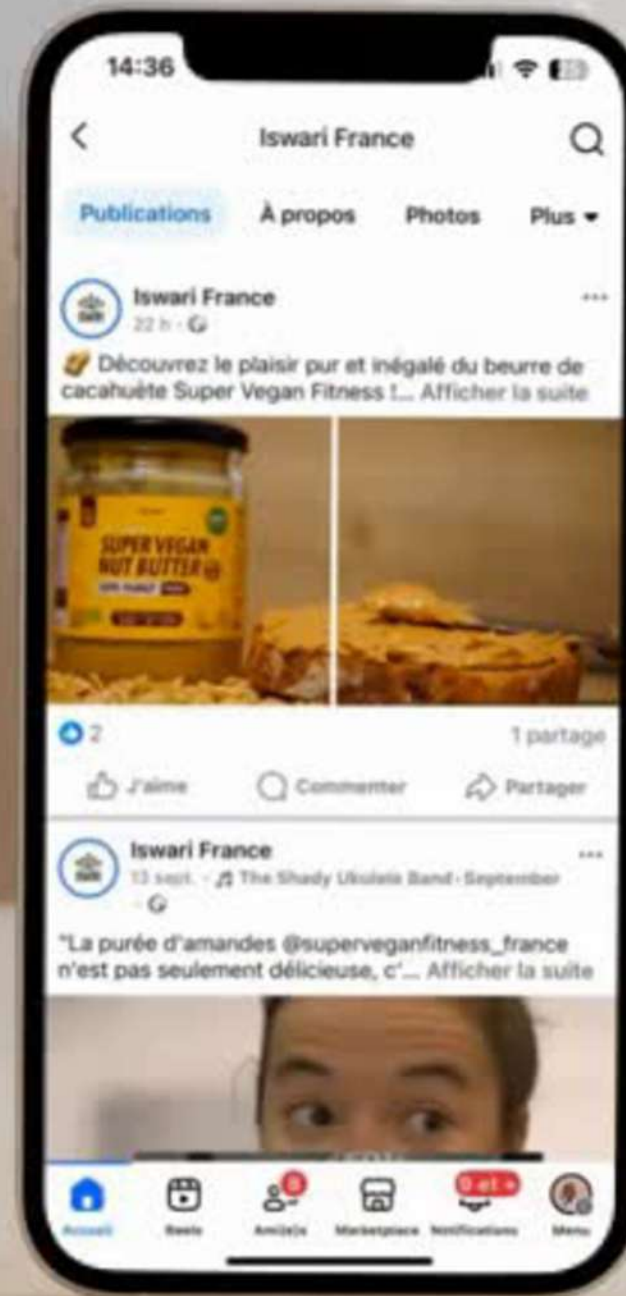 14:36
Iswari France
Publications À propos Photos Plus
Iswari France
22 h
Découvrez le plaisir pur et inégalé du beurre de
cacahuète Super Vegan Fitness !... Afficher la suite
SUPER VEGAN
NUT BUTTER
2 1 partage
J'aime Commenter Partager
Iswari France
13 sept. · The Shady Ukulele Band · September
"La purée d'amandes @superveganfitness_france
n'est pas seulement délicieuse, c'... Afficher la suite
9 et +
Accueil Reels Ami(e)s Marketplace Notifications Menu